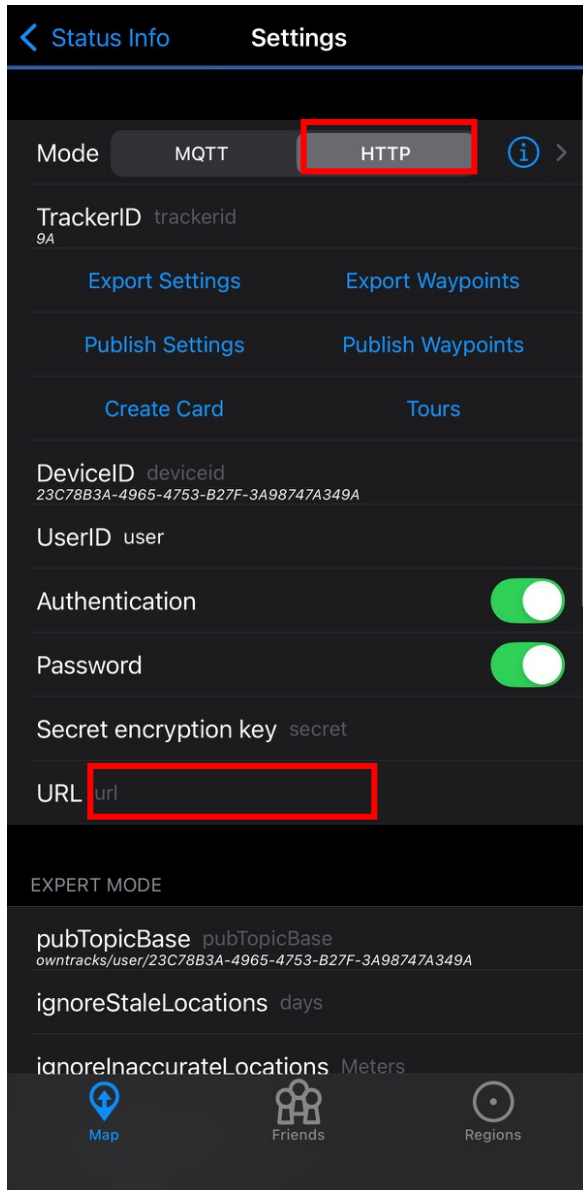 Status Info Settings
Mode MQTT HTTP
TrackerID trackerid
9A
Export Settings Export Waypoints
Publish Settings Publish Waypoints
Create Card Tours
DeviceID deviceid
23C78B3A-4965-4753-B27F-3A98747A349A
UserID user
Authentication
Password
Secret encryption key secret
URL url
EXPERT MODE
pubTopicBase pubTopicBase
owntracks/user/23C78B3A-4965-4753-B27F-3A98747A349A
ignoreStaleLocations days
ignoreInaccurateLocations Meters
Map Friends Regions